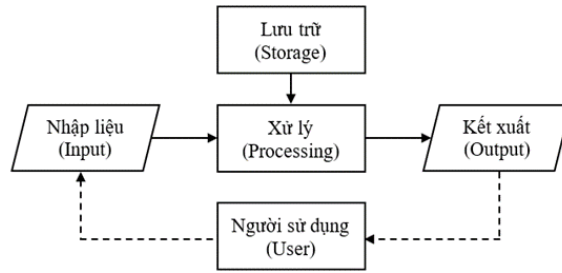 Lưu trữ
(Storage)
Nhập liệu
(Input)
Xử lý
(Processing)
Kết xuất
(Output)
Người sử dụng
(User)